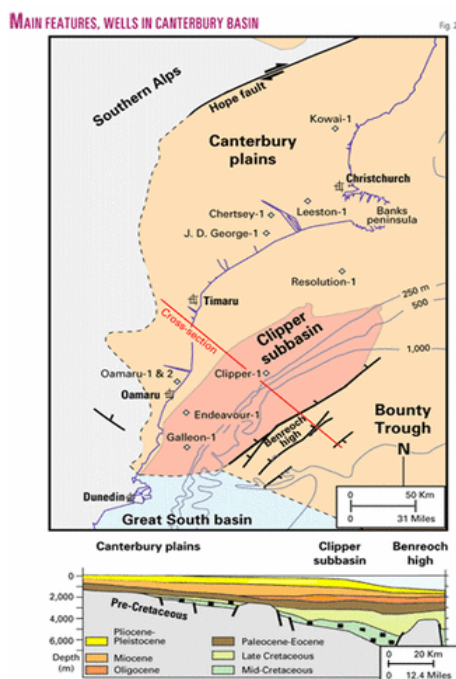 MAIN FEATURES, WELLS IN CANTERBURY BASIN
Fig. 2
Southern Alps
Hope fault
Kowai-1
Canterbury
plains
Christchurch
Chertsey-1
Leeston-1
Banks
peninsula
J. D. George-1
Resolution-1
250 m
500
1,000
Timaru
Clipper
subbasin
Cross-section
Oamaru-1 & 2
Clipper-1
Oamaru
Endeavour-1
Bounty
Trough
Benreoch
high
Galleon-1
N
Dunedin
0 50 Km
0 31 Miles
Great South basin
Canterbury plains
Clipper
subbasin
Benreoch
high
0
2,000
4,000
6,000
Depth
(m)
Pre-Cretaceous
Pliocene-
Pleistocene
Miocene
Oligocene
Paleocene-Eocene
Late Cretaceous
Mid-Cretaceous
0 20 Km
0 12.4 Miles